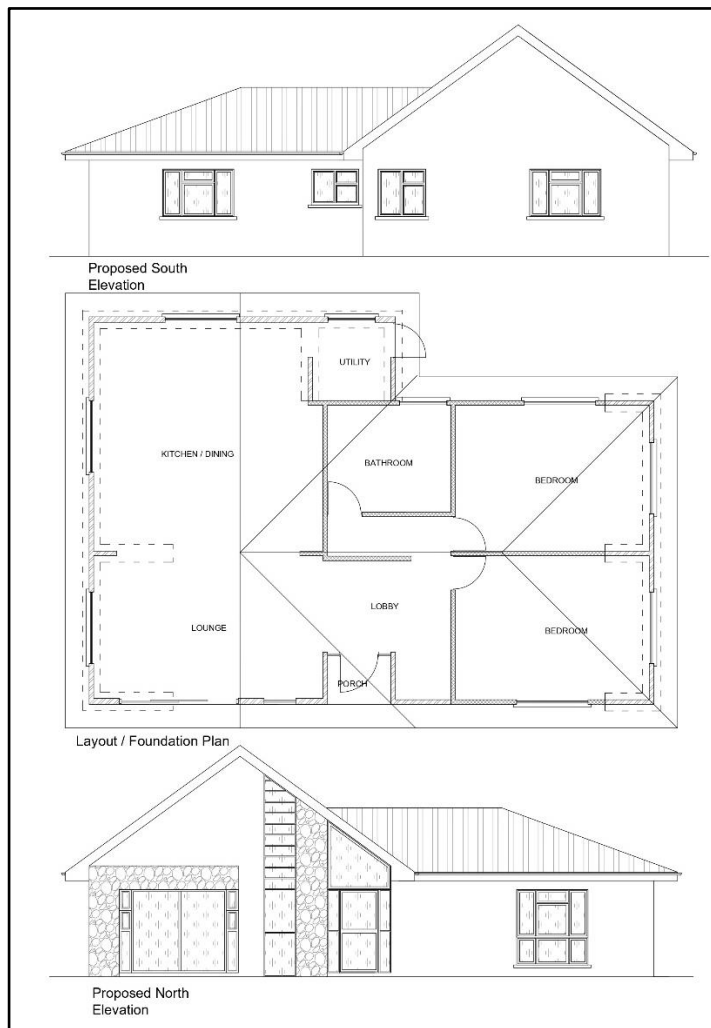 Proposed South
Elevation
UTILITY
KITCHEN / DINING
BATHROOM
BEDROOM
LOBBY
LOUNGE
BEDROOM
PORCH
Layout / Foundation Plan
Proposed North
Elevation